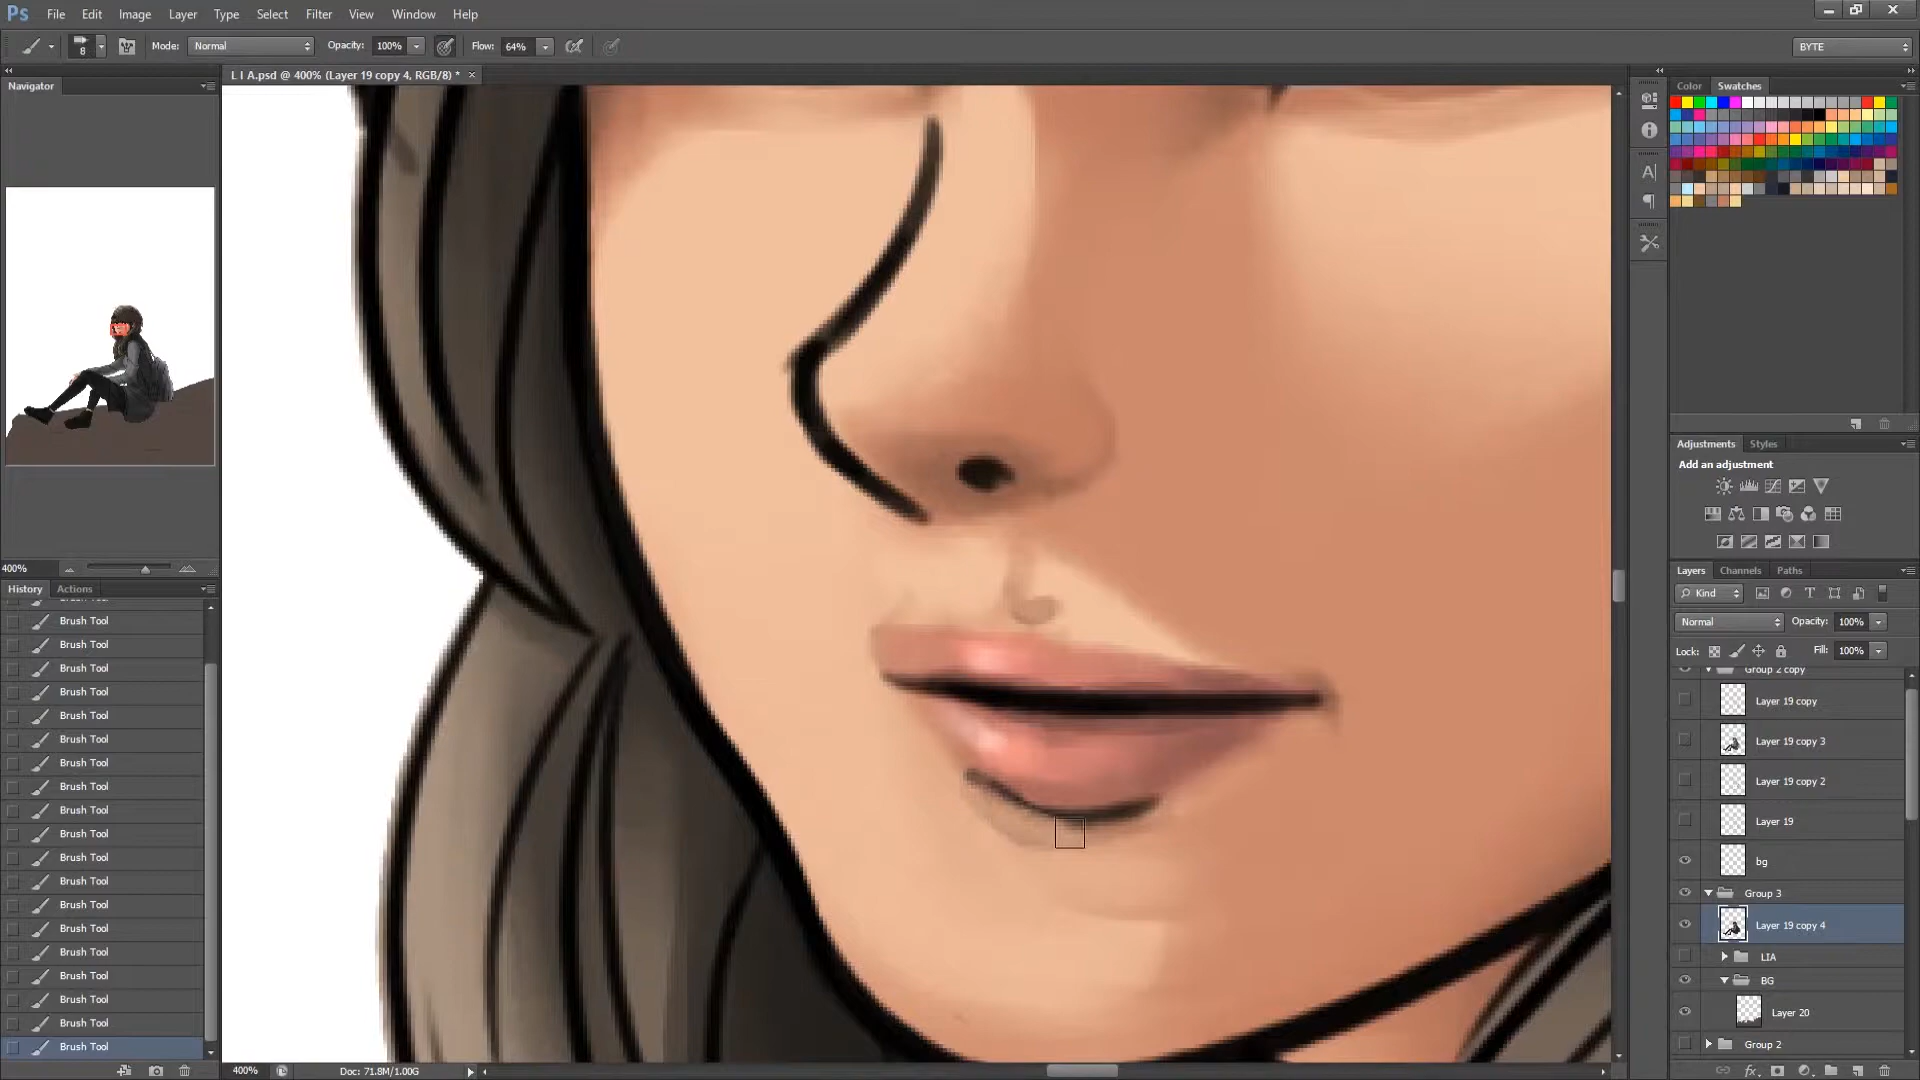 Ps File Edit Image Layer Type Select Filter View Window Help
8 Mode: Normal Opacity: 100% Flow: 64% BYTE
L I A.psd @ 400% (Layer 19 copy 4, RGB/8) *
Navigator
Color Swatches
Adjustments Styles
Add an adjustment
400%
Layers Channels Paths
History Actions
Kind
Brush Tool
Brush Tool
Normal Opacity: 100%
Brush Tool
Lock: Fill: 100%
Brush Tool
Group 2 copy
Brush Tool
Layer 19 copy
Brush Tool
Layer 19 copy 3
Brush Tool
Layer 19 copy 2
Brush Tool
Brush Tool
Layer 19
Brush Tool
bg
Brush Tool
Brush Tool
Group 3
Brush Tool
Layer 19 copy 4
Brush Tool
LIA
Brush Tool
BG
Brush Tool
Layer 20
Brush Tool
Brush Tool
Group 2
Brush Tool
400% Doc: 71.8M/1.00G